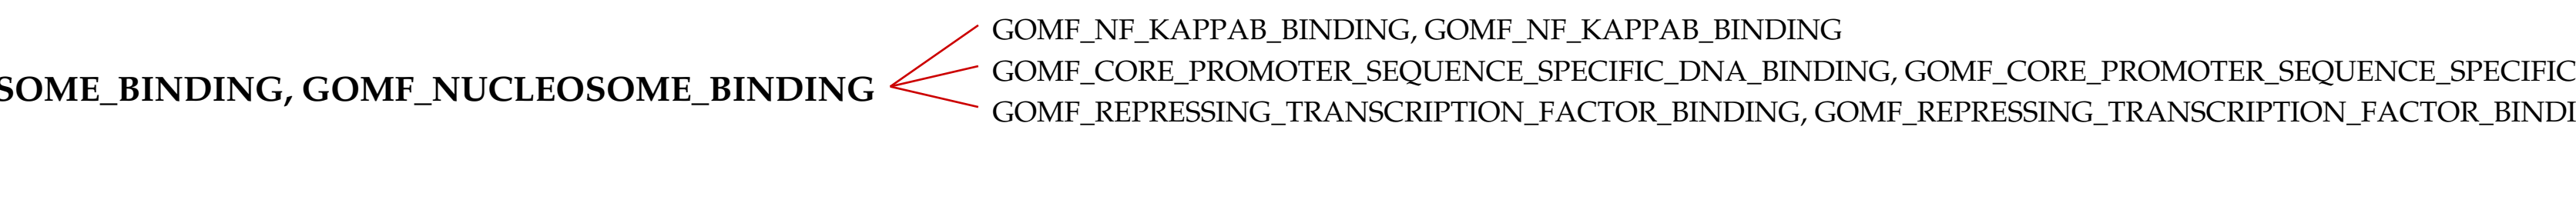 GOMF_NF_KAPPAB_BINDING, GOMF_NF_KAPPAB_BINDING
SOME_BINDING, GOMF_NUCLEOSOME_BINDING
GOMF_CORE_PROMOTER_SEQUENCE_SPECIFIC_DNA_BINDING, GOMF_CORE_PROMOTER_SEQUENCE_SPECIFIC
GOMF_REPRESSING_TRANSCRIPTION_FACTOR_BINDING, GOMF_REPRESSING_TRANSCRIPTION_FACTOR_BINDI